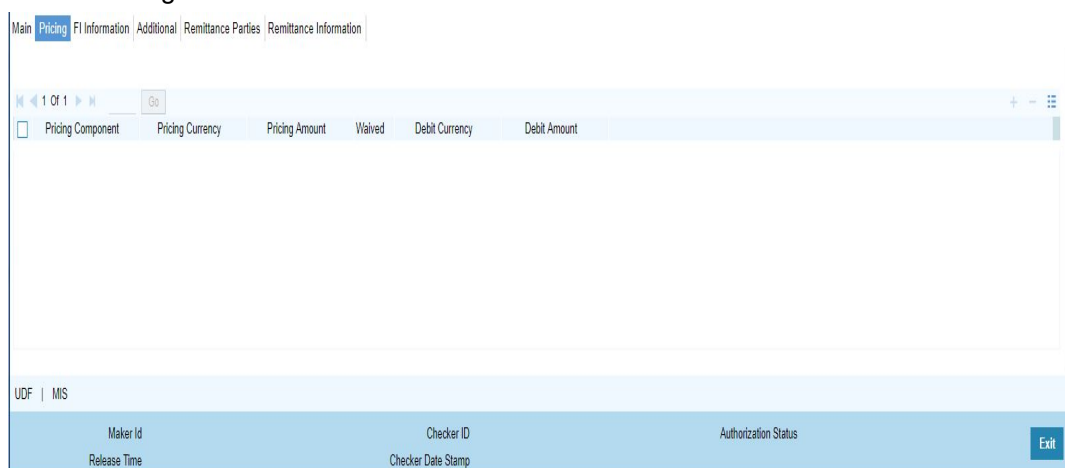 Main Pricing FI Information Additional Remittance Parties Remittance Information
1 Of 1 Go
Pricing Component Pricing Currency Pricing Amount Waived Debit Currency Debit Amount
UDF | MIS
Maker Id Checker ID Authorization Status
Exit
Release Time Checker Date Stamp